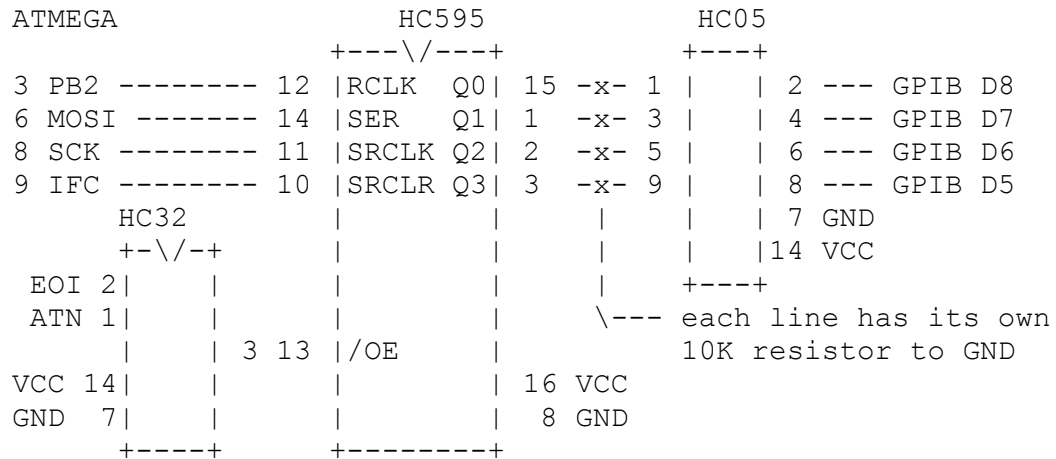 ATMEGA                HC595              HC05
                   +---\/---+          +---+
3 PB2 -------- 12 |RCLK  Q0| 15 -x- 1 |   | 2 --- GPIB D8
6 MOSI ------- 14 |SER   Q1| 1  -x- 3 |   | 4 --- GPIB D7
8 SCK -------- 11 |SRCLK Q2| 2  -x- 5 |   | 6 --- GPIB D6
9 IFC -------- 10 |SRCLR Q3| 3  -x- 9 |   | 8 --- GPIB D5
      HC32         |        |     |    |   | 7 GND
      +-\/-+       |        |     |    |   |14 VCC
 EOI 2|    |       |        |     |    +---+
 ATN 1|    |       |        |     \--- each line has its own
      |    | 3 13 |/OE     |          10K resistor to GND
VCC 14|    |       |        | 16 VCC
GND  7|    |       |        |  8 GND
      +----+       +--------+